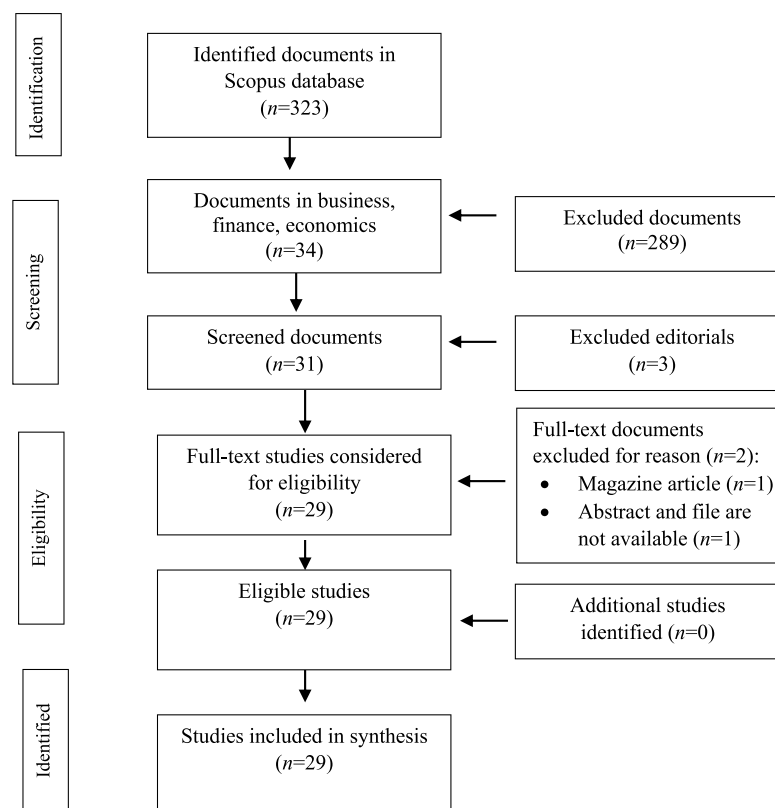 Identification
Identified documents in
Scopus database
(n=323)
Screening
Documents in business,
finance, economics
(n=34)
Excluded documents
(n=289)
Screened documents
(n=31)
Excluded editorials
(n=3)
Eligibility
Full-text studies considered
for eligibility
(n=29)
Full-text documents
excluded for reason (n=2):
• Magazine article (n=1)
• Abstract and file are
not available (n=1)
Eligible studies
(n=29)
Additional studies
identified (n=0)
Identified
Studies included in synthesis
(n=29)